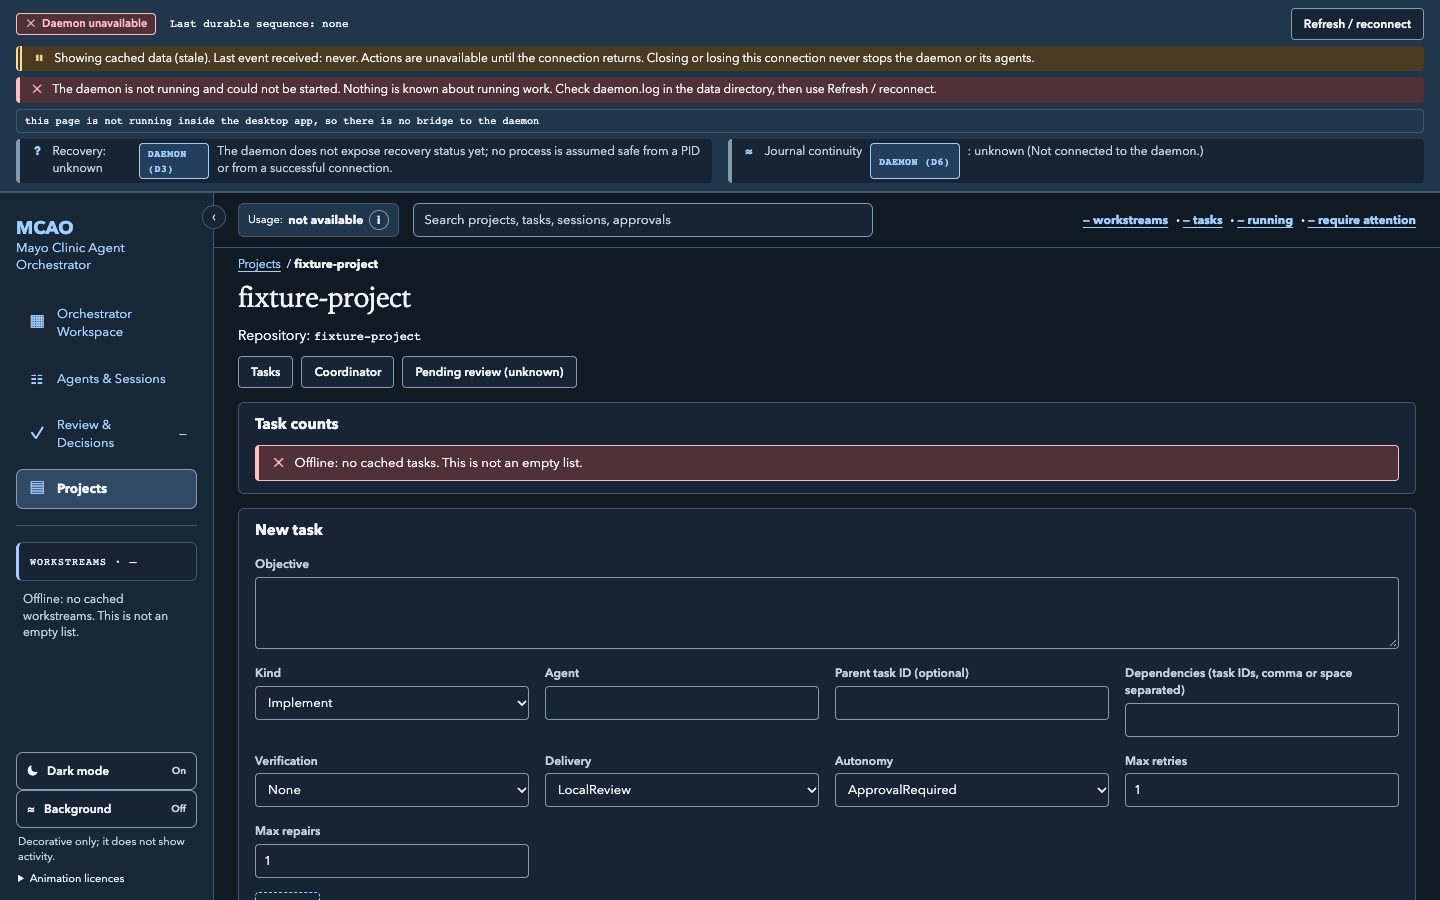 Daemon unavailable
Last durable sequence: none
Refresh / reconnect
Showing cached data (stale). Last event received: never. Actions are unavailable until the connection returns. Closing or losing this connection never stops the daemon or its agents.
The daemon is not running and could not be started. Nothing is known about running work. Check daemon.log in the data directory, then use Refresh / reconnect.
this page is not running inside the desktop app, so there is no bridge to the daemon
? Recovery:
unknown
DAEMON
(D3)
The daemon does not expose recovery status yet; no process is assumed safe from a PID
or from a successful connection.
≈ Journal continuity
DAEMON (D6)
: unknown (Not connected to the daemon.)
MCAO
Mayo Clinic Agent
Orchestrator
Orchestrator
Workspace
Agents & Sessions
Review &
Decisions
–
Projects
WORKSTREAMS · –
Offline: no cached
workstreams. This is not an
empty list.
Dark mode On
≈ Background Off
Decorative only; it does not show
activity.
Animation licences
‹
Usage: not available i
Search projects, tasks, sessions, approvals
– workstreams · – tasks · – running · – require attention
Projects / fixture-project
fixture-project
Repository: fixture-project
Tasks
Coordinator
Pending review (unknown)
Task counts
Offline: no cached tasks. This is not an empty list.
New task
Objective
Kind
Implement
Agent
Parent task ID (optional)
Dependencies (task IDs, comma or space
separated)
Verification
None
Delivery
LocalReview
Autonomy
ApprovalRequired
Max retries
1
Max repairs
1